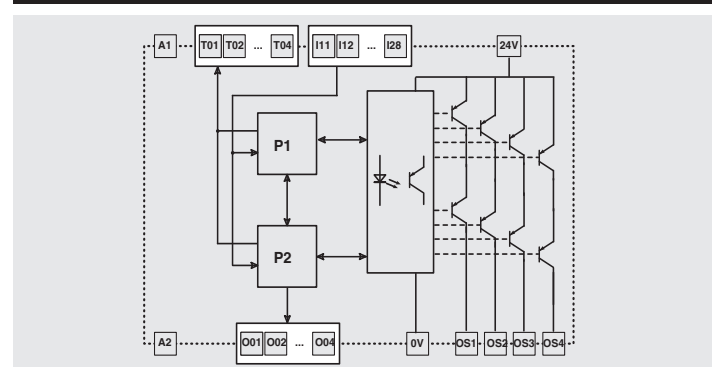 A1 T01 T02 ... T04 I11 I12 ... I28 24V
P1
P2
A2 O01 O02 ... O04 0V OS1 OS2 OS3 OS4